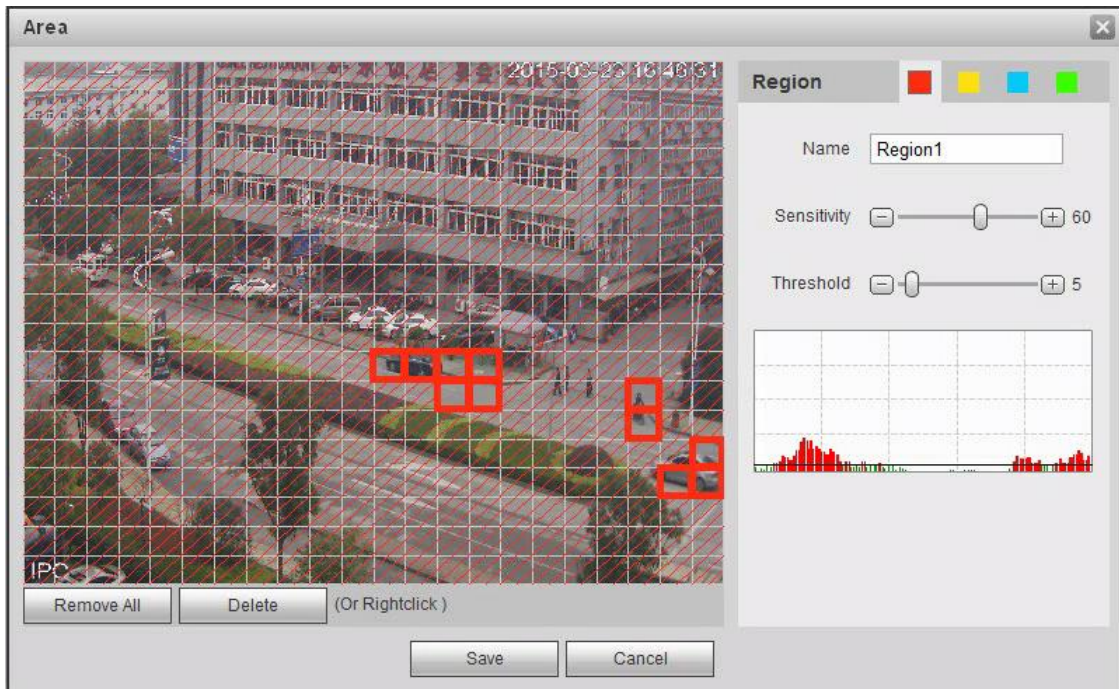 Area
2015-03-23 16:48:31
IPC
Remove All
Delete
(Or Rightclick )
Save
Cancel
Region
Name
Region1
Sensitivity
60
Threshold
5